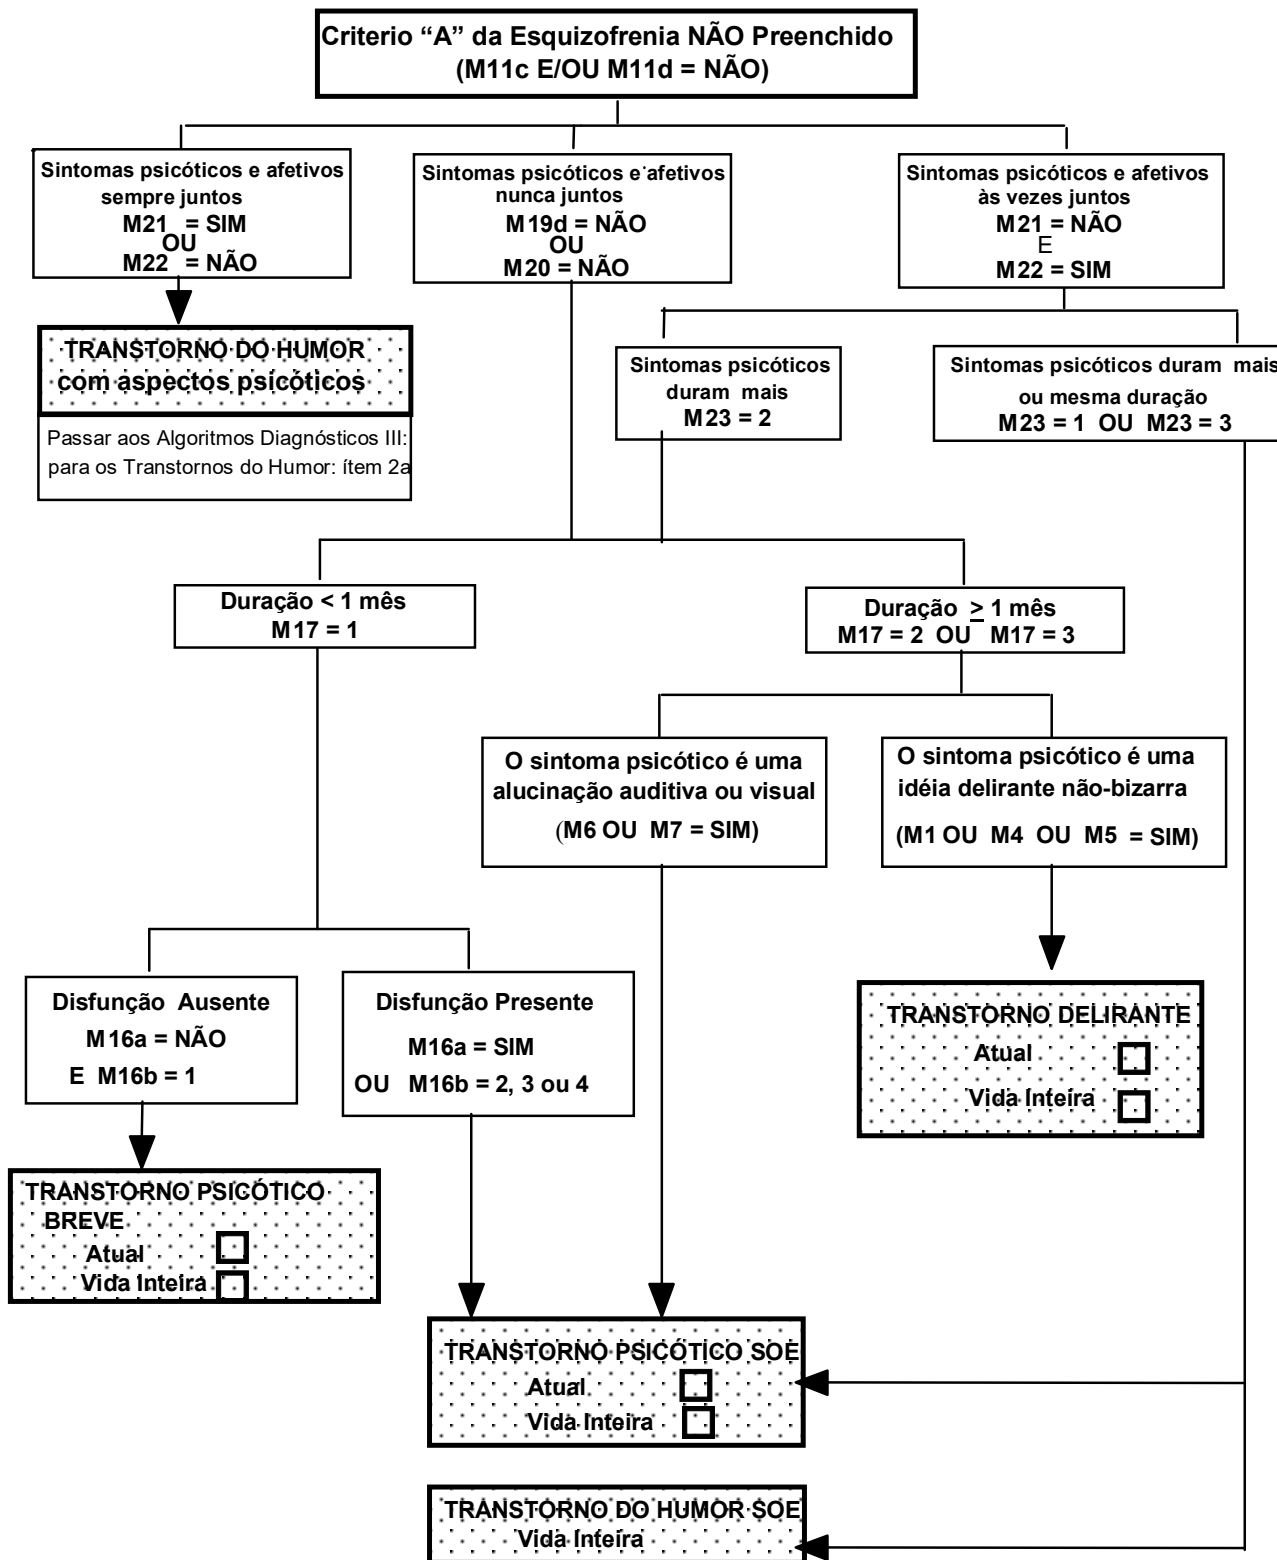 Criterio “A” da Esquizofrenia NÃO Preenchido
(M11c E/OU M11d = NÃO)
Sintomas psicóticos e afetivos
sempre juntos
M21 = SIM
OU
M22 = NÃO
Sintomas psicóticos e afetivos
nunca juntos
M19d = NÃO
OU
M20 = NÃO
Sintomas psicóticos e afetivos
às vezes juntos
M21 = NÃO
E
M22 = SIM
TRANSTORNO DO HUMOR
com aspectos psicóticos
Passar aos Algoritmos Diagnósticos III:
para os Transtornos do Humor: ítem 2a
Sintomas psicóticos
duram mais
M23 = 2
Sintomas psicóticos duram mais
ou mesma duração
M23 = 1 OU M23 = 3
Duração < 1 mês
M17 = 1
Duração ≥ 1 mês
M17 = 2 OU M17 = 3
O sintoma psicótico é uma
alucinação auditiva ou visual
(M6 OU M7 = SIM)
O sintoma psicótico é uma
idéia delirante não-bizarra
(M1 OU M4 OU M5 = SIM)
Disfunção Ausente
M16a = NÃO
E M16b = 1
Disfunção Presente
M16a = SIM
OU M16b = 2, 3 ou 4
TRANSTORNO DELIRANTE
Atual
Vida Inteira
TRANSTORNO PSICÓTICO
BREVE
Atual
Vida Inteira
TRANSTORNO PSICÓTICO SOE
Atual
Vida Inteira
TRANSTORNO DO HUMOR SOE
Vida Inteira